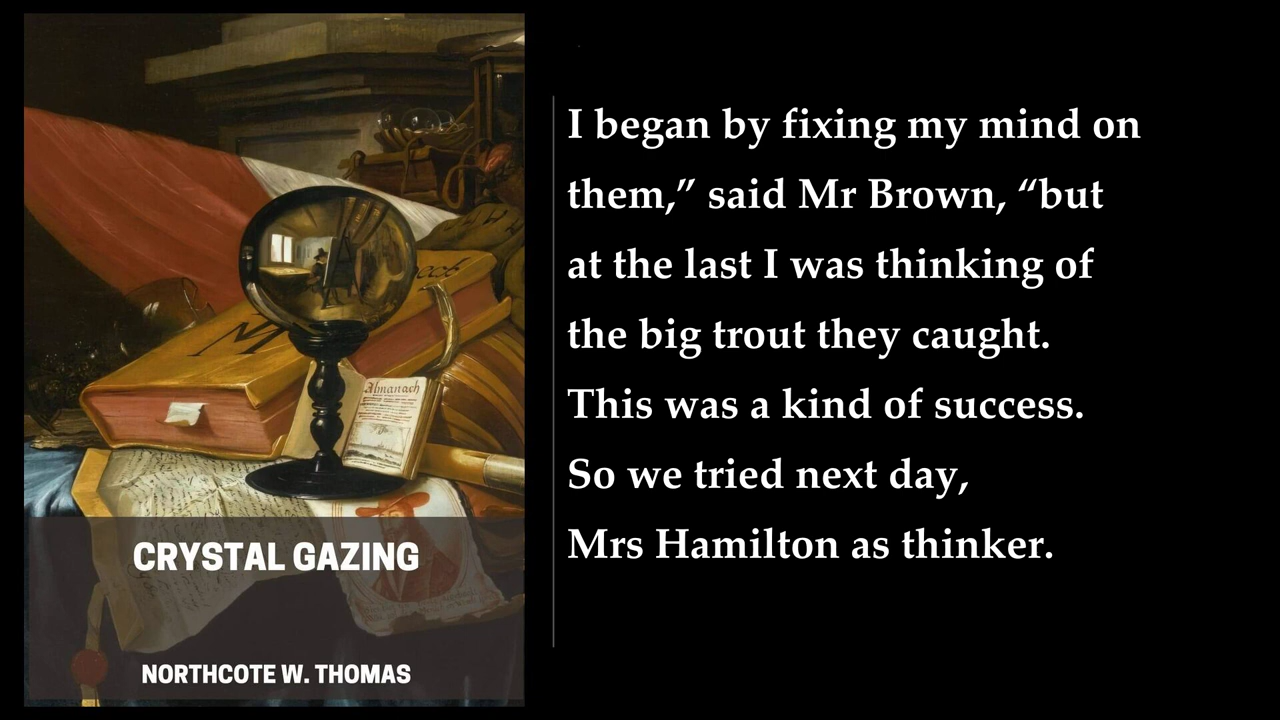 Almanach
M
CRYSTAL GAZING
NORTHCOTE W. THOMAS
I began by fixing my mind on
them,” said Mr Brown, “but
at the last I was thinking of
the big trout they caught.
This was a kind of success.
So we tried next day,
Mrs Hamilton as thinker.